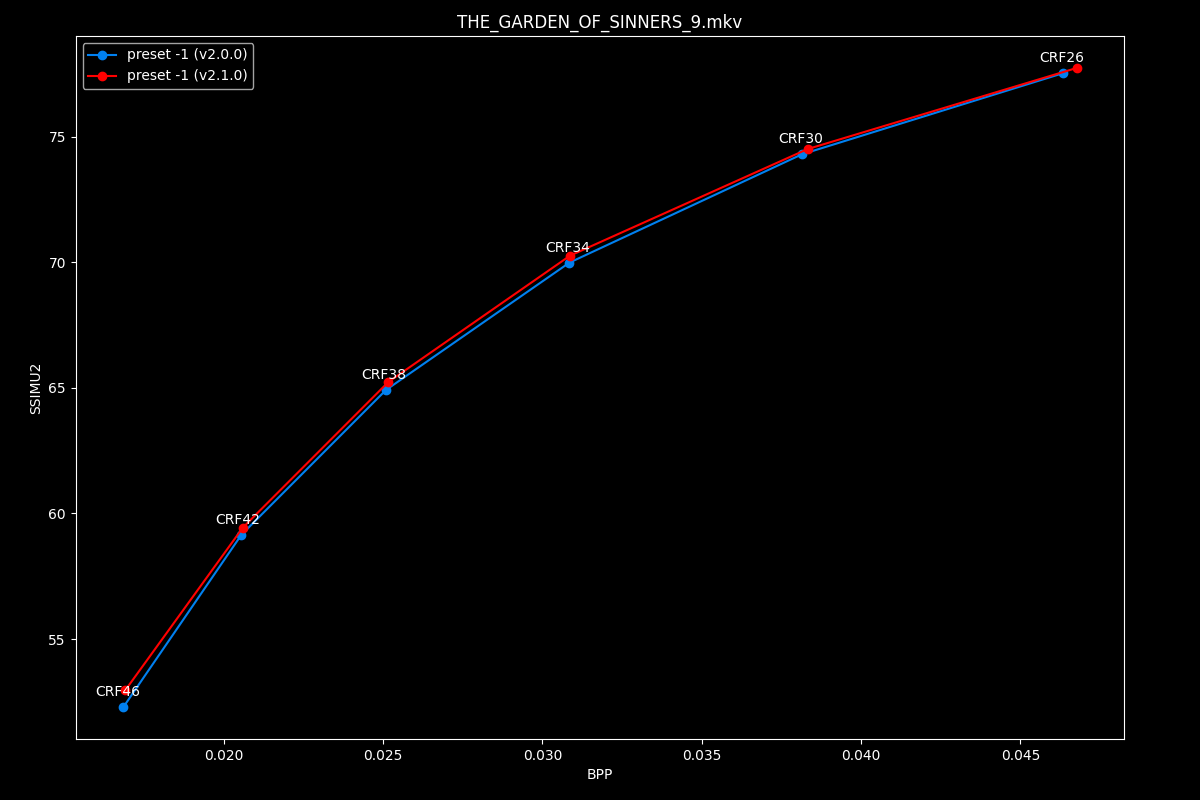 THE_GARDEN_OF_SINNERS_9.mkv
preset -1 (v2.0.0)
preset -1 (v2.1.0)
CRF26
CRF30
CRF34
CRF38
CRF42
CRF46
75
70
65
60
55
SSIMU2
0.020 0.025 0.030 0.035 0.040 0.045
BPP